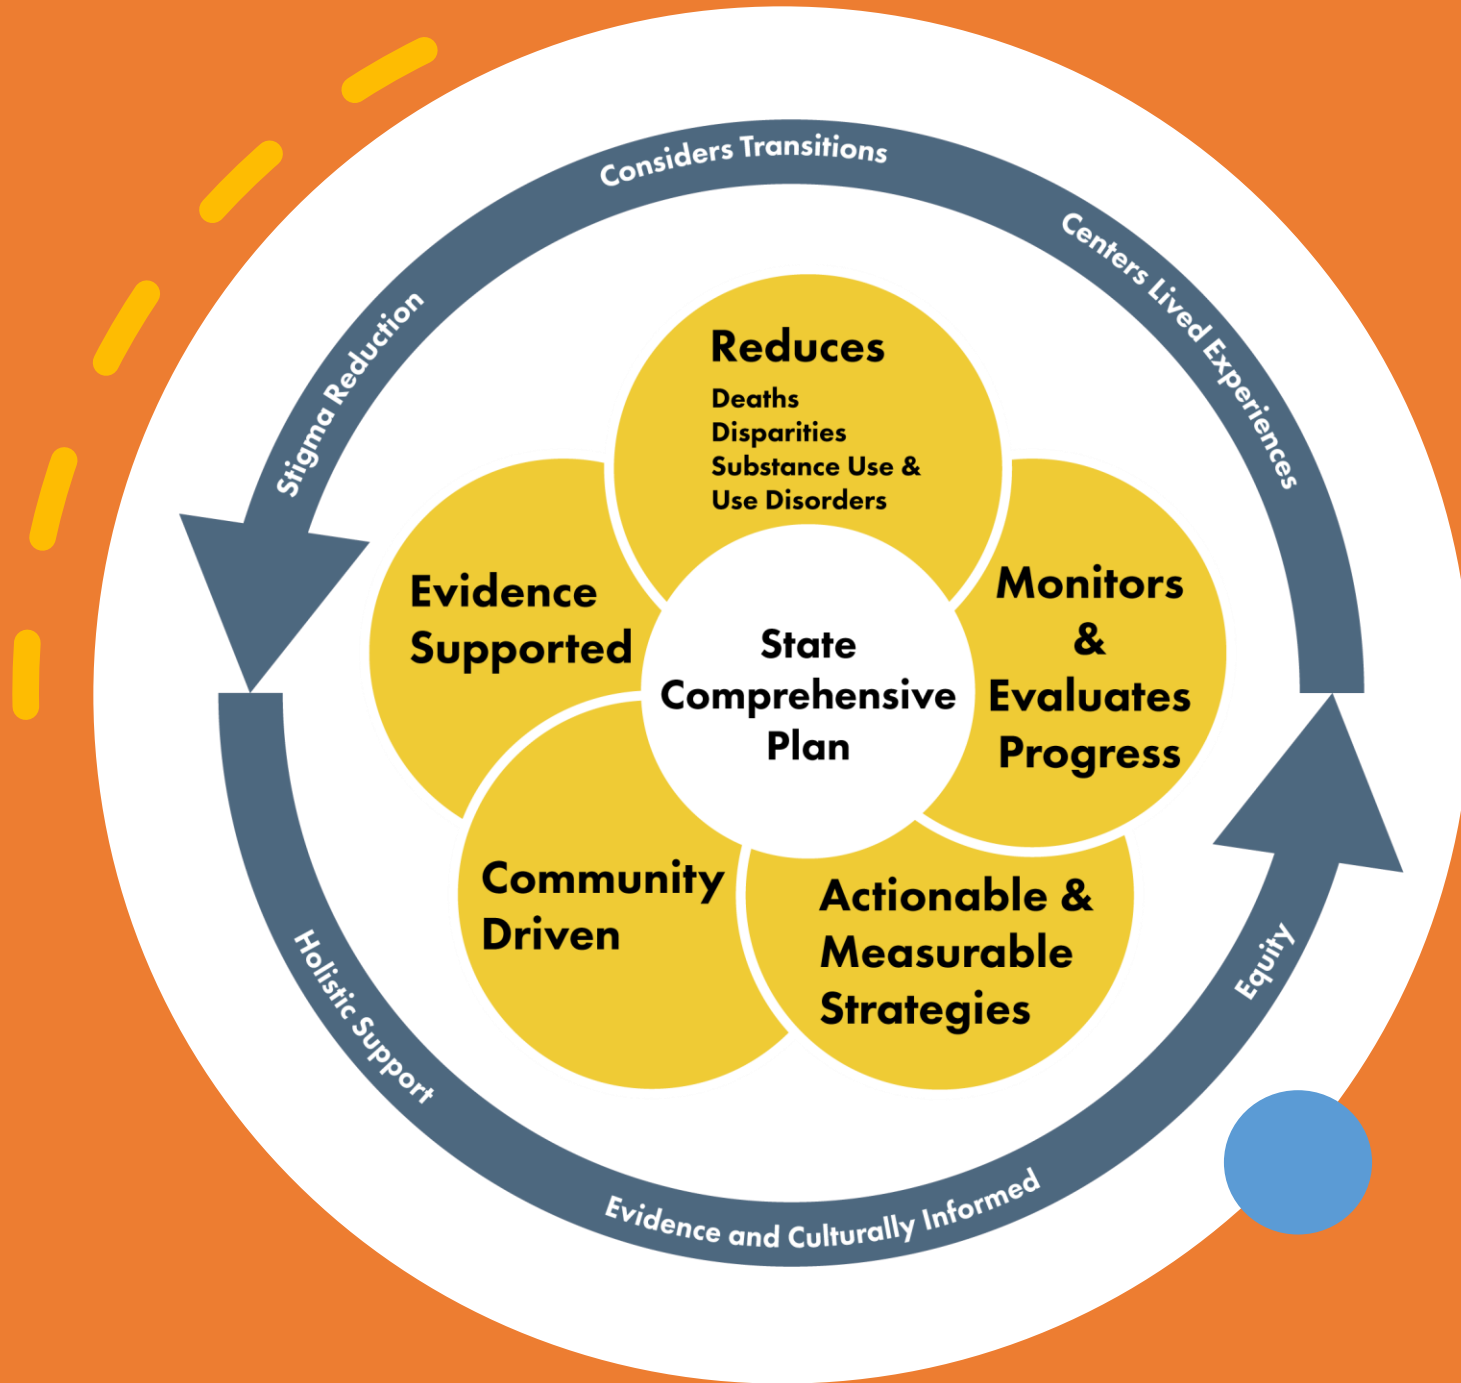 Considers Transitions
Centers Lived Experiences
Stigma Reduction
Reduces
Deaths
Disparities
Substance Use &
Use Disorders
Evidence
Supported
Monitors
&
Evaluates
Progress
State
Comprehensive
Plan
Community
Driven
Actionable &
Measurable
Strategies
Holistic Support
Evidence and Culturally Informed
Equity